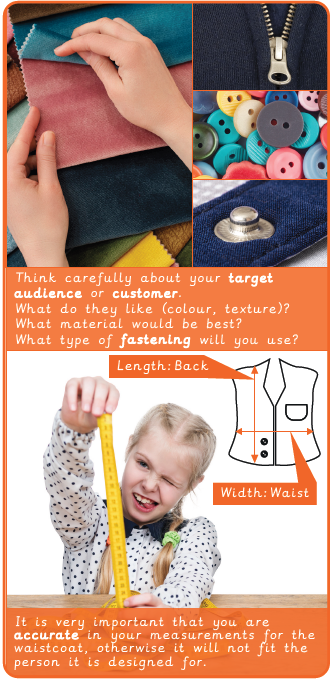 Think carefully about your target
audience or customer.
What do they like (colour, texture)?
What material would be best?
What type of fastening will you use?
Length: Back
Width: Waist
It is very important that you are
accurate in your measurements for the
waistcoat, otherwise it will not fit the
person it is designed for.